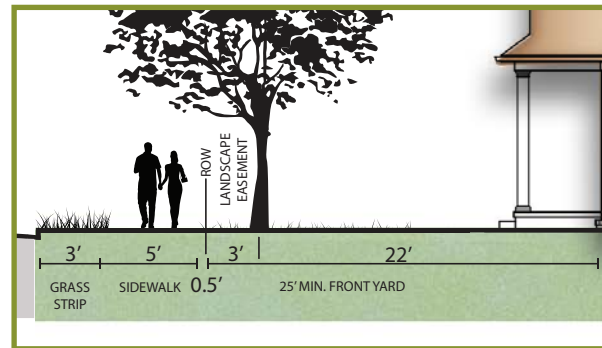 ROW
LANDSCAPE
EASEMENT
3’ 5’ 0.5’ 3’ 22’
GRASS
STRIP
SIDEWALK
25’ MIN. FRONT YARD